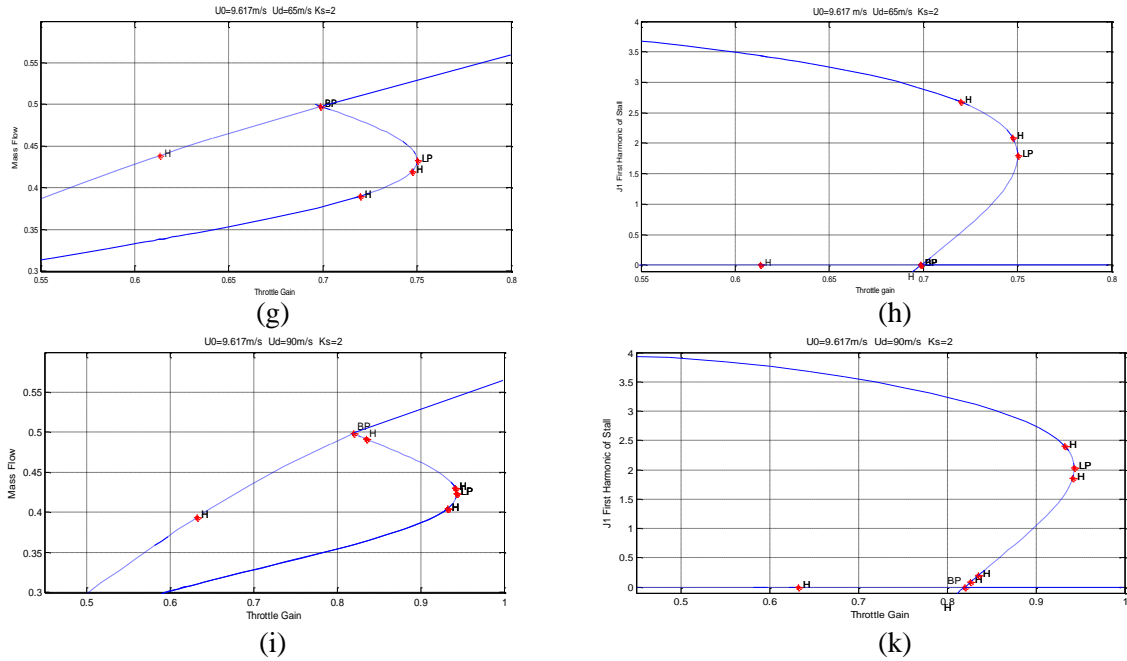 U0=9.617m/s Ud=65m/s Ks=2
Mass Flow
0.55
0.5
0.45
0.4
0.35
0.3
BP
H
LP
H
H
0.55 0.6 0.65 0.7 0.75 0.8
Throttle Gain
(g)
U0=9.617 m/s Ud=65m/s Ks=2
J1 First Harmonic of Stall
4
3.5
3
2.5
2
1.5
1
0.5
0
H
H
LP
H
BP
H
0.55 0.6 0.65 0.7 0.75 0.8
Throttle gain
(h)
U0=9.617m/s Ud=90m/s Ks=2
Mass Flow
0.55
0.5
0.45
0.4
0.35
0.3
BP
H
H
LP
H
H
0.5 0.6 0.7 0.8 0.9 1
Throttle Gain
(i)
U0=9.617m/s Ud=90m/s Ks=2
J1 First Harmonic of Stall
4
3.5
3
2.5
2
1.5
1
0.5
0
H
LP
H
H
BP H
H
H
0.5 0.6 0.7 0.8 0.9 1
Throttle Gain
(k)